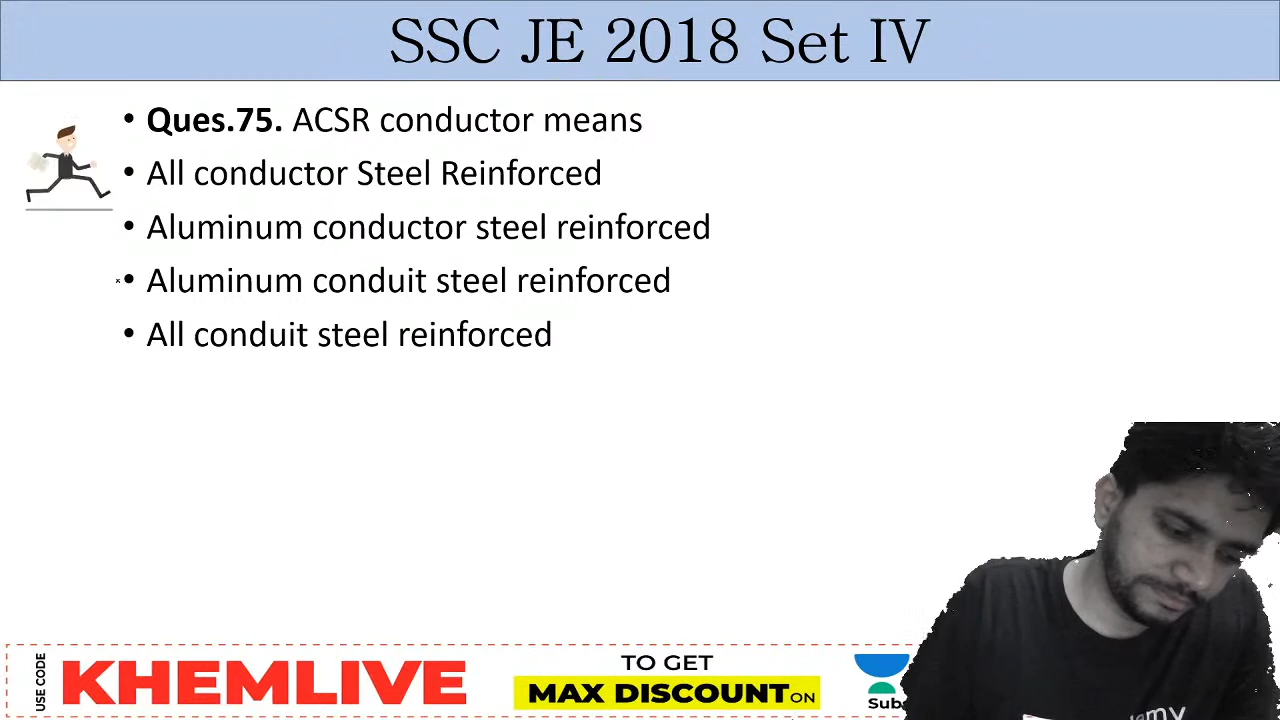 SSC JE 2018 Set IV
• Ques.75. ACSR conductor means
• All conductor Steel Reinforced
• Aluminum conductor steel reinforced
• Aluminum conduit steel reinforced
• All conduit steel reinforced
USE CODE
KHEMLIVE
TO GET
MAX DISCOUNT ON